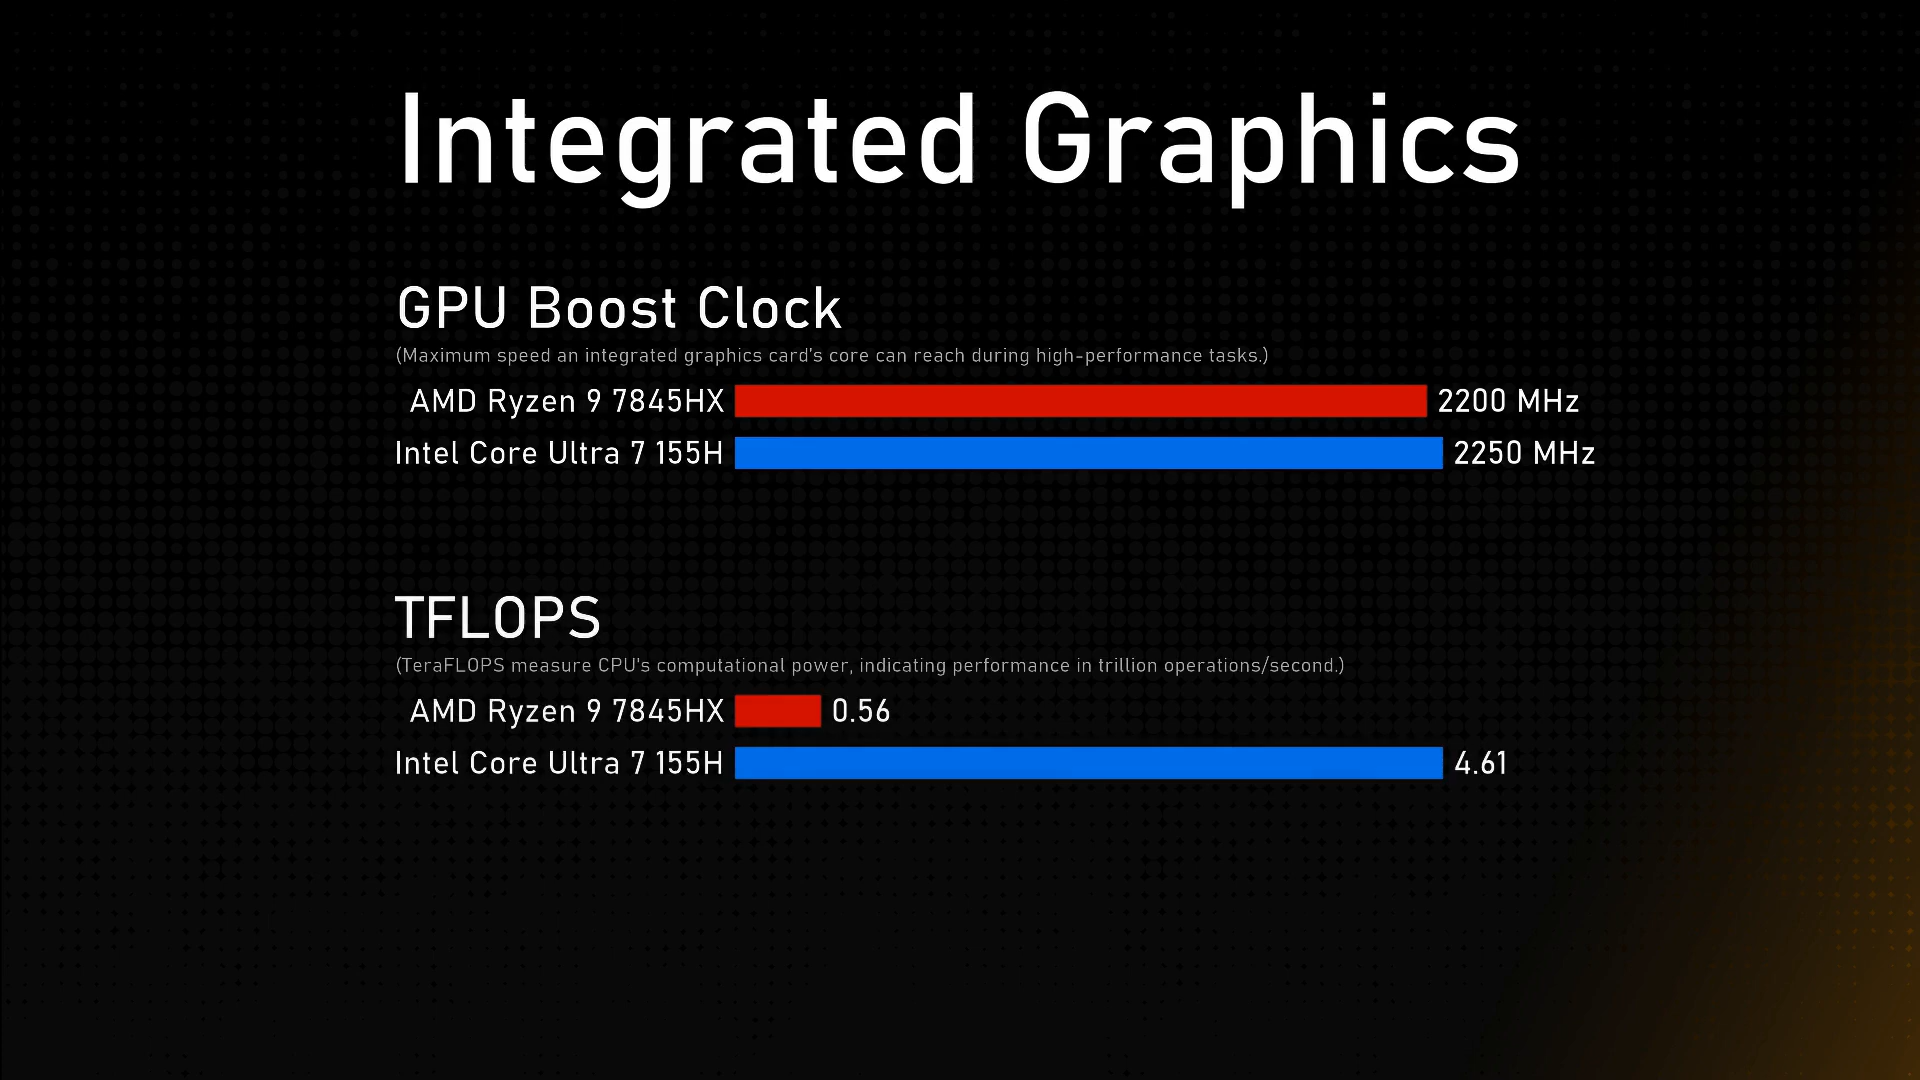 Integrated Graphics
GPU Boost Clock
(Maximum speed an integrated graphics card's core can reach during high-performance tasks.)
AMD Ryzen 9 7845HX 2200 MHz
Intel Core Ultra 7 155H 2250 MHz
TFLOPS
(TeraFLOPS measure CPU's computational power, indicating performance in trillion operations/second.)
AMD Ryzen 9 7845HX 0.56
Intel Core Ultra 7 155H 4.61